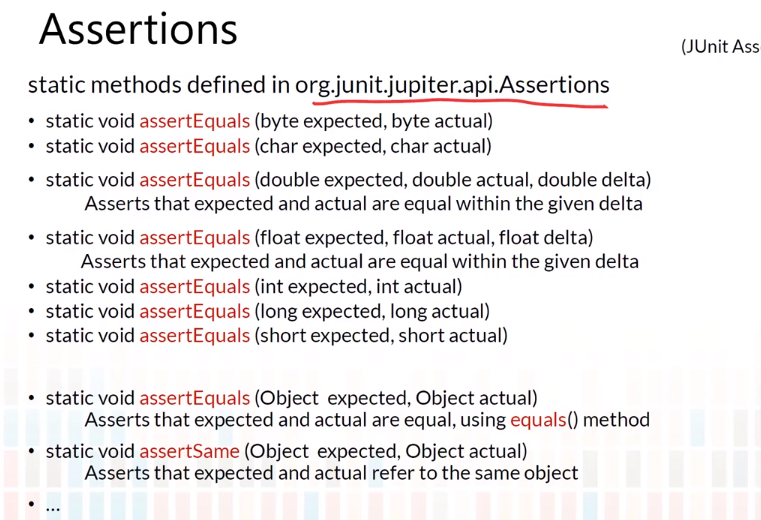 Assertions
(JUnit Ass
static methods defined in org.junit.jupiter.api.Assertions
• static void assertEquals (byte expected, byte actual)
• static void assertEquals (char expected, char actual)
• static void assertEquals (double expected, double actual, double delta)
Asserts that expected and actual are equal within the given delta
• static void assertEquals (float expected, float actual, float delta)
Asserts that expected and actual are equal within the given delta
• static void assertEquals (int expected, int actual)
• static void assertEquals (long expected, long actual)
• static void assertEquals (short expected, short actual)
• static void assertEquals (Object expected, Object actual)
Asserts that expected and actual are equal, using equals() method
• static void assertSame (Object expected, Object actual)
Asserts that expected and actual refer to the same object
• ...